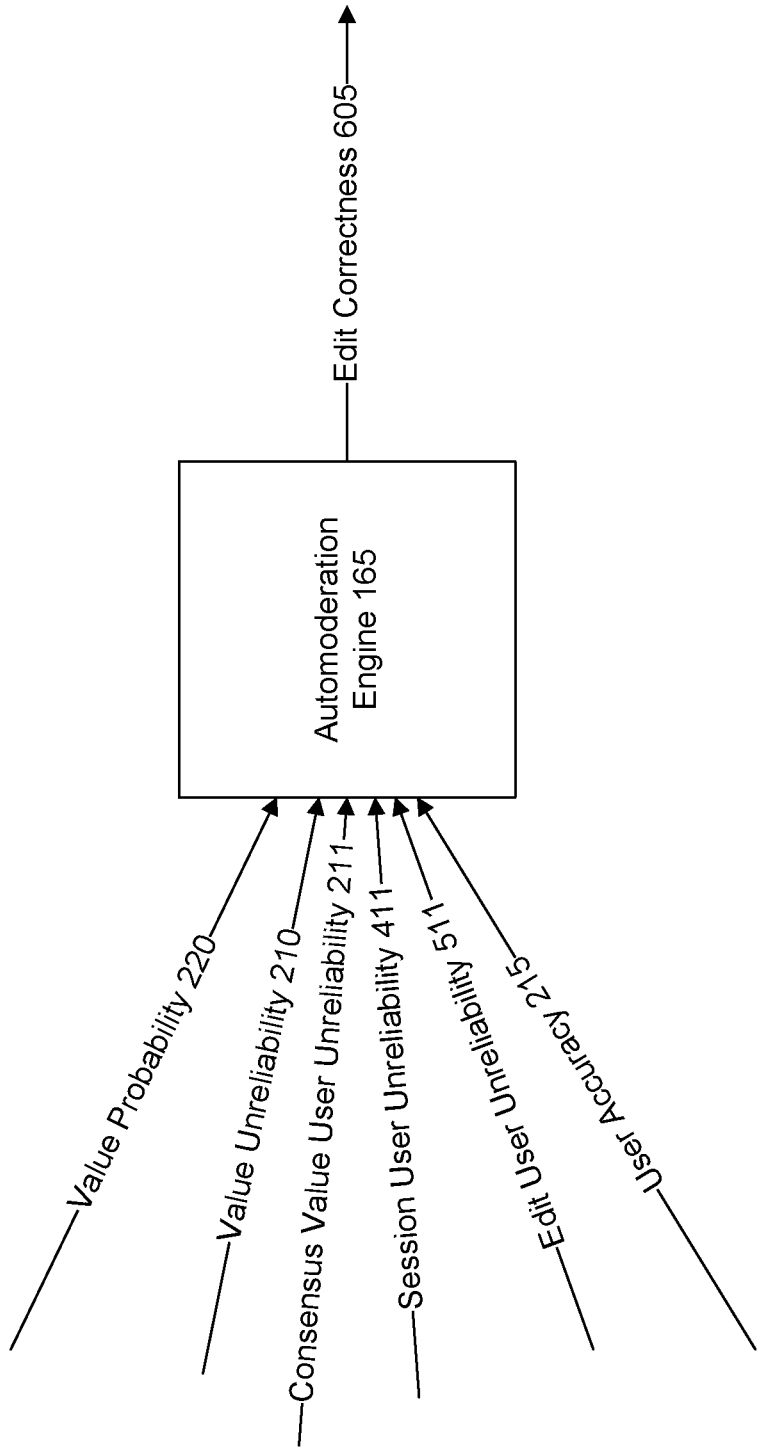 Value Probability 220
Value Unreliability 210
Consensus Value User Unreliability 211
Session User Unreliability 411
Edit User Unreliability 511
User Accuracy 215
Automoderation
Engine 165
Edit Correctness 605